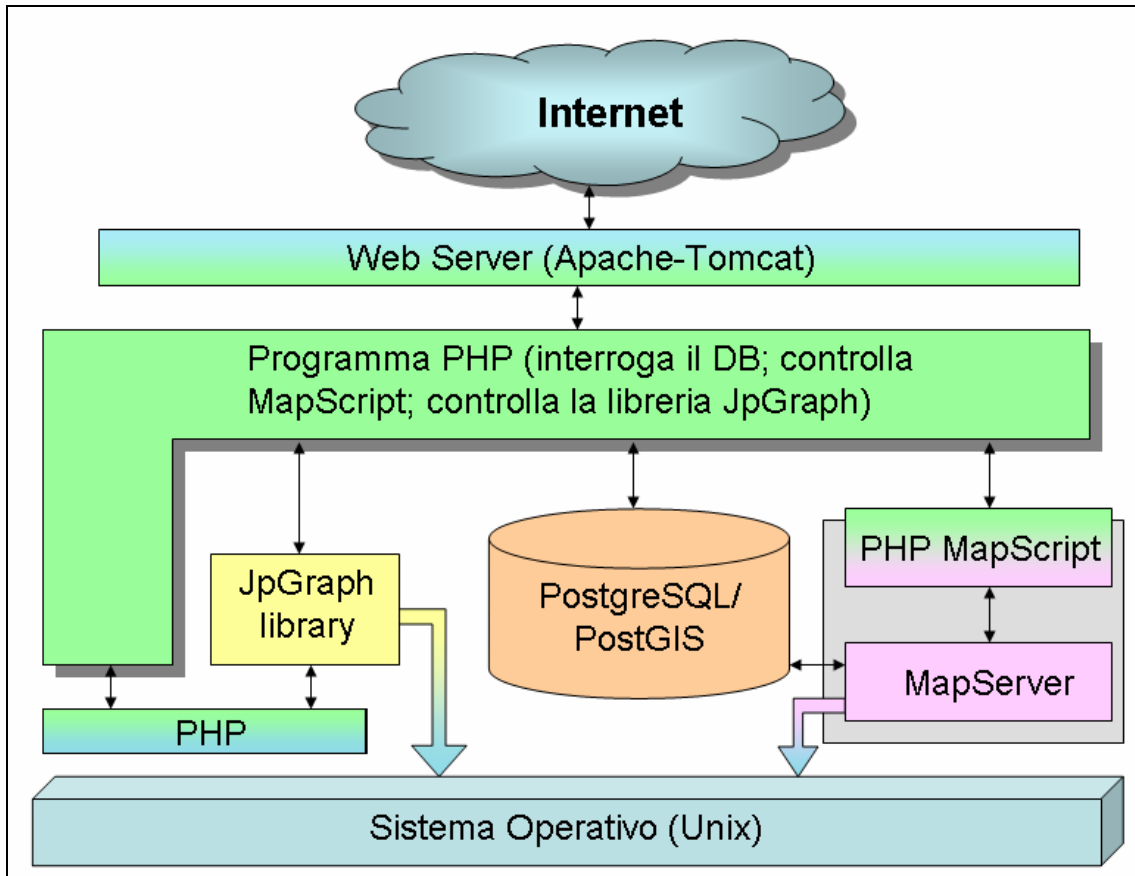 Internet
Web Server (Apache-Tomcat)
Programma PHP (interroga il DB; controlla
MapScript; controlla la libreria JpGraph)
JpGraph
library
PostgreSQL/
PostGIS
PHP MapScript
MapServer
PHP
Sistema Operativo (Unix)